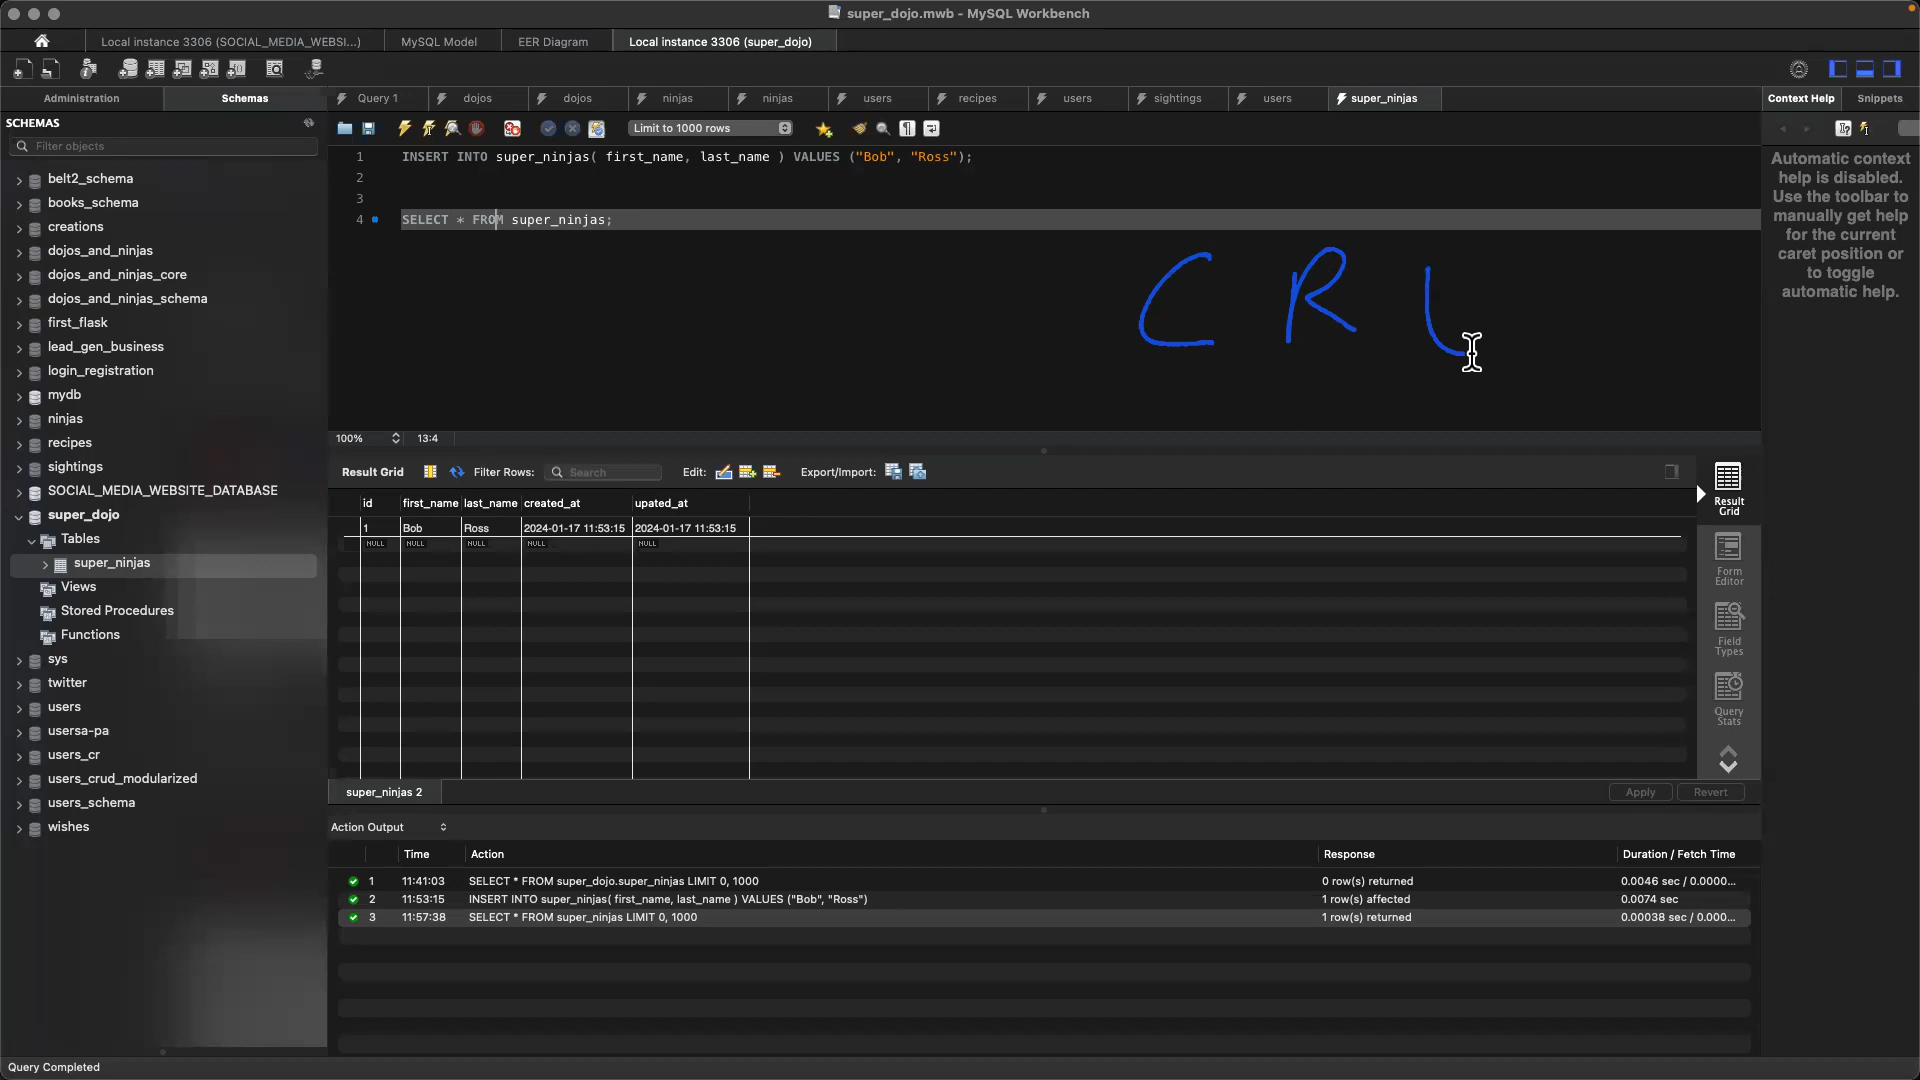 super_dojo.mwb - MySQL Workbench
Local instance 3306 (SOCIAL_MEDIA_WEBSI...) MySQL Model EER Diagram Local instance 3306 (super_dojo)
Administration Schemas Query 1 dojos dojos ninjas ninjas users recipes users sightings users super_ninjas Context Help Snippets
SCHEMAS
Limit to 1000 rows
Filter objects
1 INSERT INTO super_ninjas( first_name, last_name ) VALUES ("Bob", "Ross");
2
3
4 SELECT * FROM super_ninjas;
C R
Automatic context
help is disabled.
Use the toolbar to
manually get help
for the current
caret position or
to toggle
automatic help.
belt2_schema
books_schema
creations
dojos_and_ninjas
dojos_and_ninjas_core
dojos_and_ninjas_schema
first_flask
lead_gen_business
login_registration
mydb
ninjas
recipes
sightings
SOCIAL_MEDIA_WEBSITE_DATABASE
super_dojo
Tables
super_ninjas
Views
Stored Procedures
Functions
sys
twitter
users
usersa-pa
users_cr
users_crud_modularized
users_schema
wishes
100% 13:4
Result Grid Filter Rows: Search Edit: Export/Import:
id first_name last_name created_at upated_at
1 Bob Ross 2024-01-17 11:53:15 2024-01-17 11:53:15
NULL NULL NULL NULL NULL
Result
Grid
Form
Editor
Field
Types
Query
Stats
super_ninjas 2 Apply Revert
Action Output
Time Action Response Duration / Fetch Time
1 11:41:03 SELECT * FROM super_dojo.super_ninjas LIMIT 0, 1000 0 row(s) returned 0.0046 sec / 0.0000...
2 11:53:15 INSERT INTO super_ninjas( first_name, last_name ) VALUES ("Bob", "Ross") 1 row(s) affected 0.0074 sec
3 11:57:38 SELECT * FROM super_ninjas LIMIT 0, 1000 1 row(s) returned 0.00038 sec / 0.000...
Query Completed